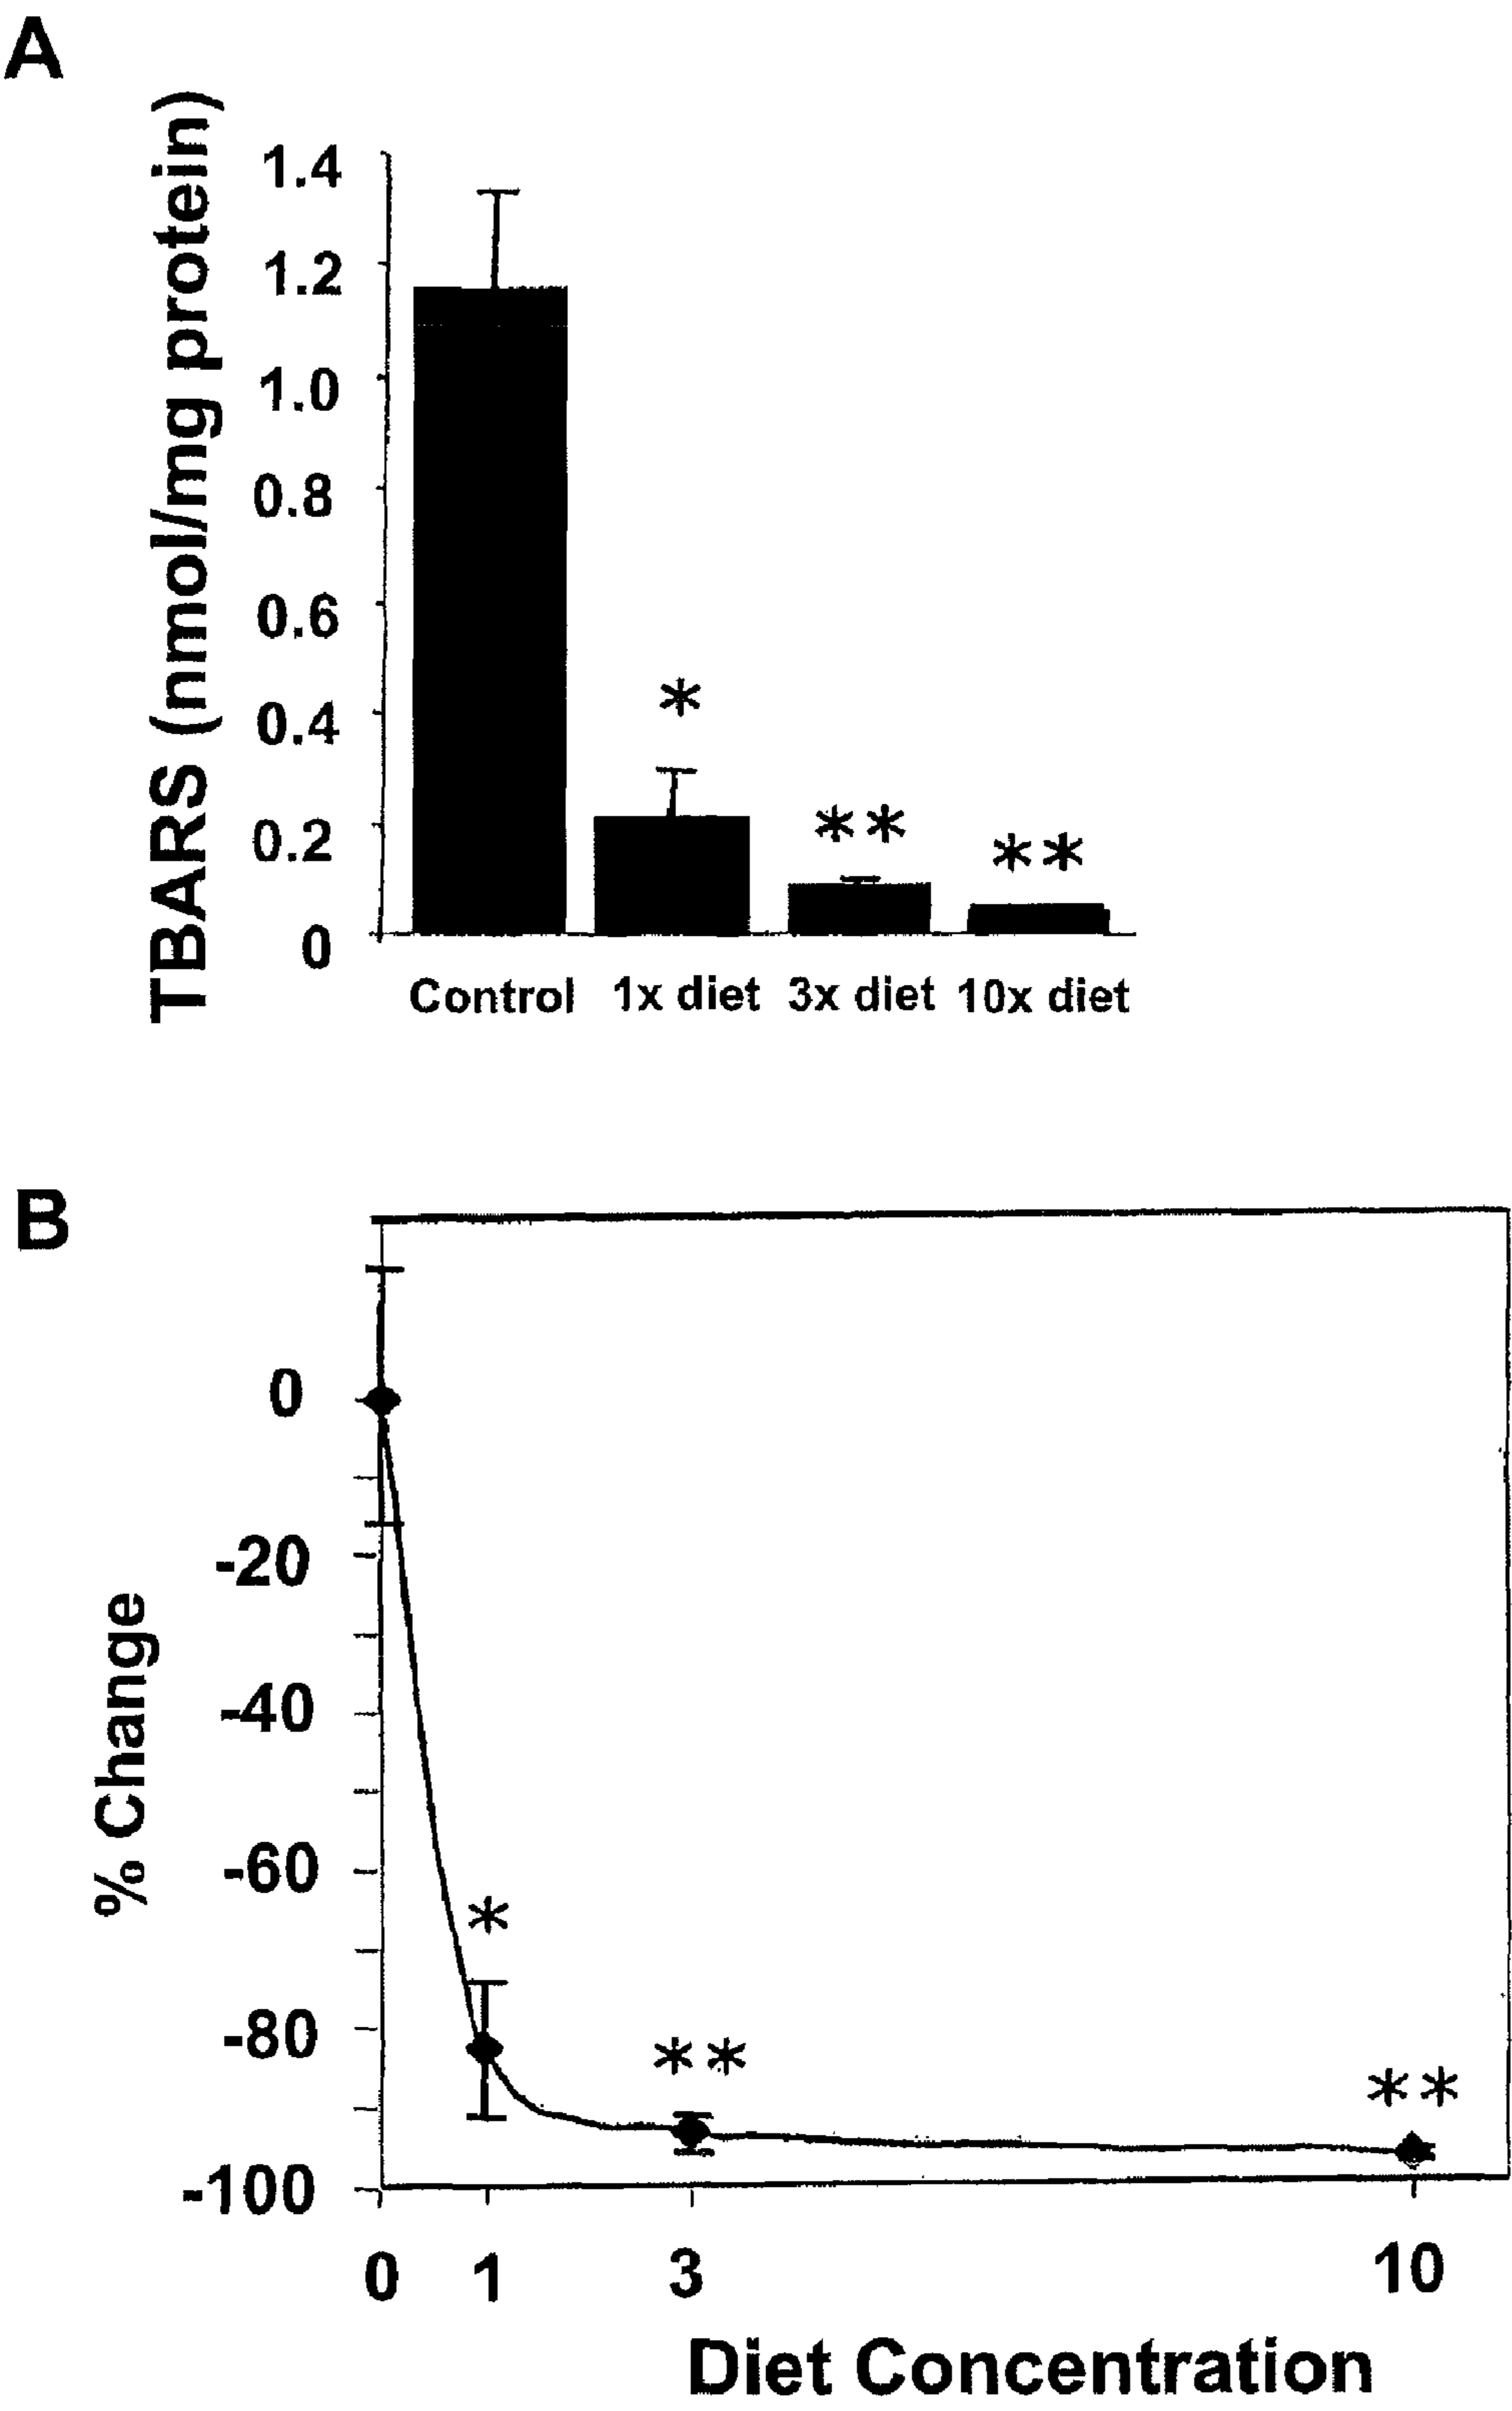 A
TBARS (nmol/mg protein)
1.4
1.2
1.0
0.8
0.6
0.4
0.2
0
*
**
**
Control 1x diet 3x diet 10x diet
B
% Change
0
-20
-40
-60
-80
-100
*
**
**
0 1 3 10
Diet Concentration